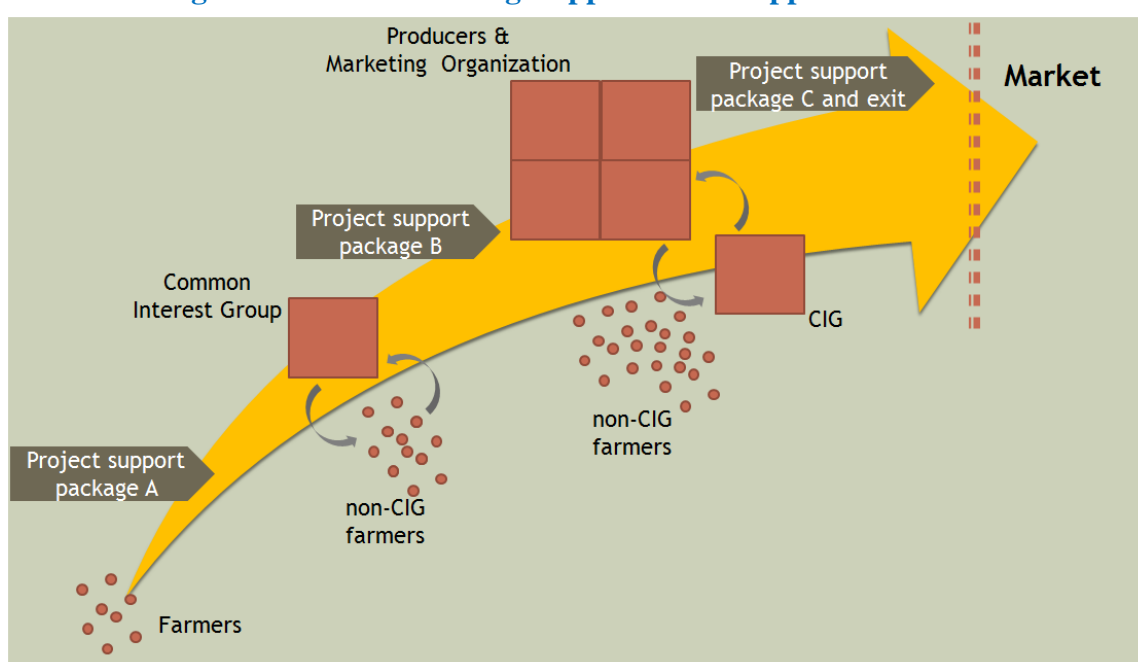 Producers &
Marketing Organization
Project support
package C and exit
Market
Project support
package B
Common
Interest Group
CIG
non-CIG
farmers
Project support
package A
non-CIG
farmers
Farmers